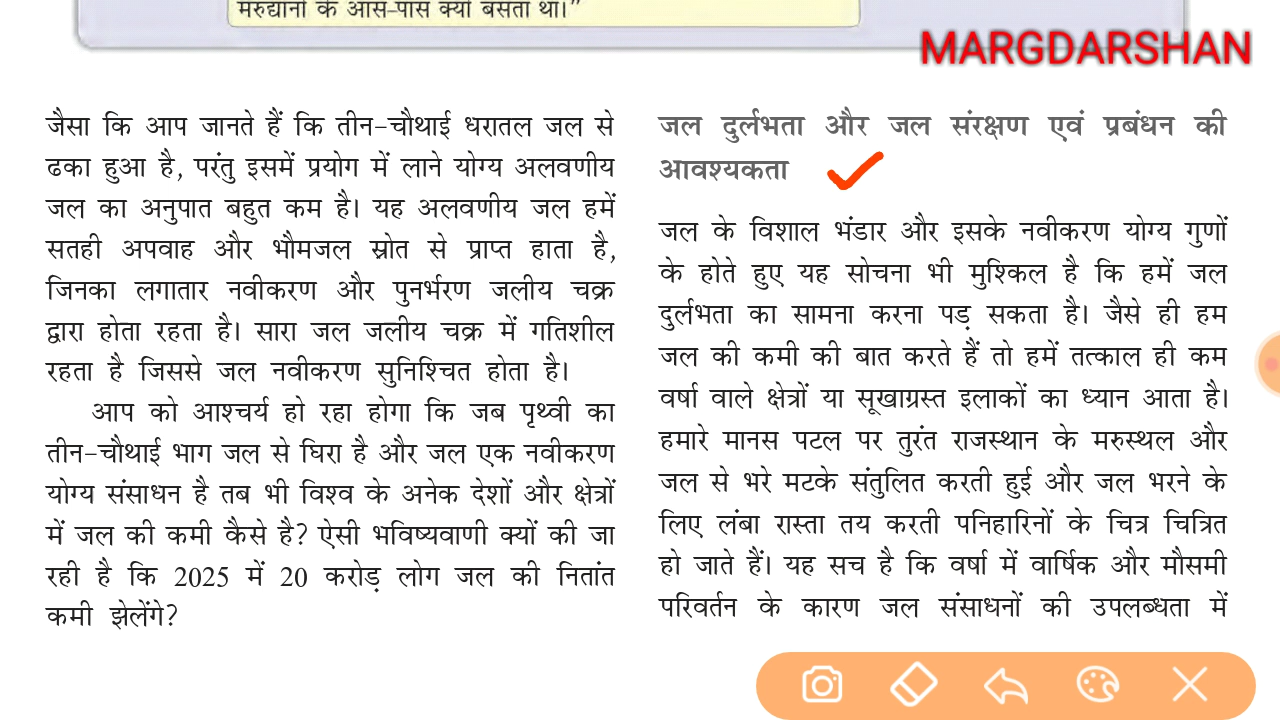 मरुद्यानों के आस-पास क्यों बसता था।”
MARGDARSHAN
जैसा कि आप जानते हैं कि तीन-चौथाई धरातल जल से
ढका हुआ है, परंतु इसमें प्रयोग में लाने योग्य अलवणीय
जल का अनुपात बहुत कम है। यह अलवणीय जल हमें
सतही अपवाह और भौमजल स्रोत से प्राप्त हाता है,
जिनका लगातार नवीकरण और पुनर्भरण जलीय चक्र
द्वारा होता रहता है। सारा जल जलीय चक्र में गतिशील
रहता है जिससे जल नवीकरण सुनिश्चित होता है।
आप को आश्चर्य हो रहा होगा कि जब पृथ्वी का
तीन-चौथाई भाग जल से घिरा है और जल एक नवीकरण
योग्य संसाधन है तब भी विश्व के अनेक देशों और क्षेत्रों
में जल की कमी कैसे है? ऐसी भविष्यवाणी क्यों की जा
रही है कि 2025 में 20 करोड़ लोग जल की नितांत
कमी झेलेंगे?
जल दुर्लभता और जल संरक्षण एवं प्रबंधन की
आवश्यकता
जल के विशाल भंडार और इसके नवीकरण योग्य गुणों
के होते हुए यह सोचना भी मुश्किल है कि हमें जल
दुर्लभता का सामना करना पड़ सकता है। जैसे ही हम
जल की कमी की बात करते हैं तो हमें तत्काल ही कम
वर्षा वाले क्षेत्रों या सूखाग्रस्त इलाकों का ध्यान आता है।
हमारे मानस पटल पर तुरंत राजस्थान के मरुस्थल और
जल से भरे मटके संतुलित करती हुई और जल भरने के
लिए लंबा रास्ता तय करती पनिहारिनों के चित्र चित्रित
हो जाते हैं। यह सच है कि वर्षा में वार्षिक और मौसमी
परिवर्तन के कारण जल संसाधनों की उपलब्धता में